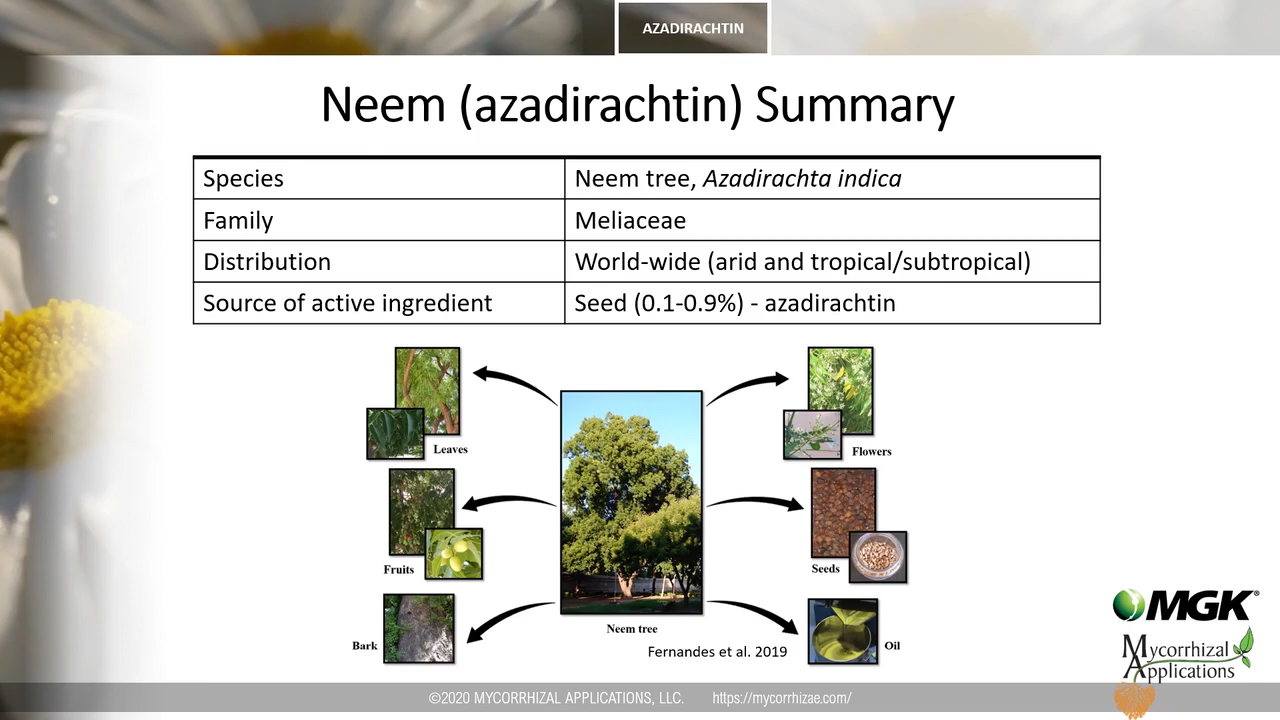 AZADIRACHTIN
Neem (azadirachtin) Summary
Species Neem tree, Azadirachta indica
Family Meliaceae
Distribution World-wide (arid and tropical/subtropical)
Source of active ingredient Seed (0.1-0.9%) - azadirachtin
Leaves
Flowers
Fruits
Seeds
Bark
Neem tree
Oil
Fernandes et al. 2019
MGK®
Mycorrhizal
Applications
©2020 MYCORRHIZAL APPLICATIONS, LLC. https://mycorrhizae.com/